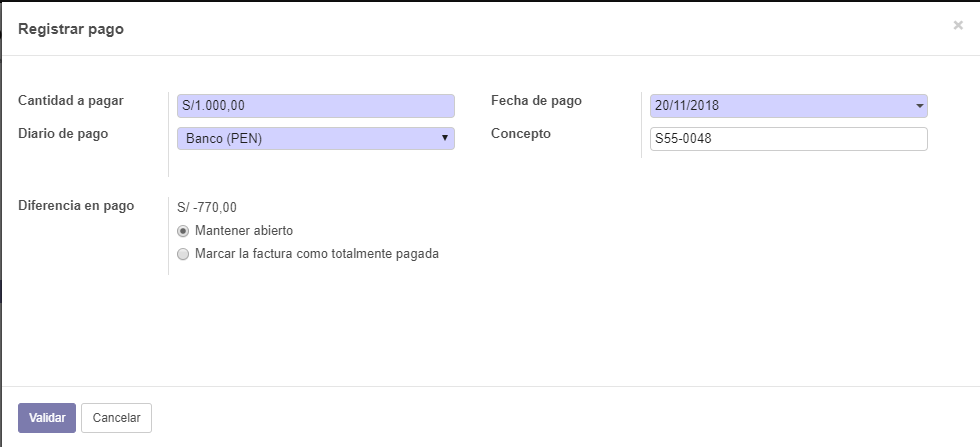 Registrar pago
×
Cantidad a pagar
S/1.000,00
Fecha de pago
20/11/2018
Diario de pago
Banco (PEN)
Concepto
S55-0048
Diferencia en pago
S/ -770,00
Mantener abierto
Marcar la factura como totalmente pagada
Validar
Cancelar